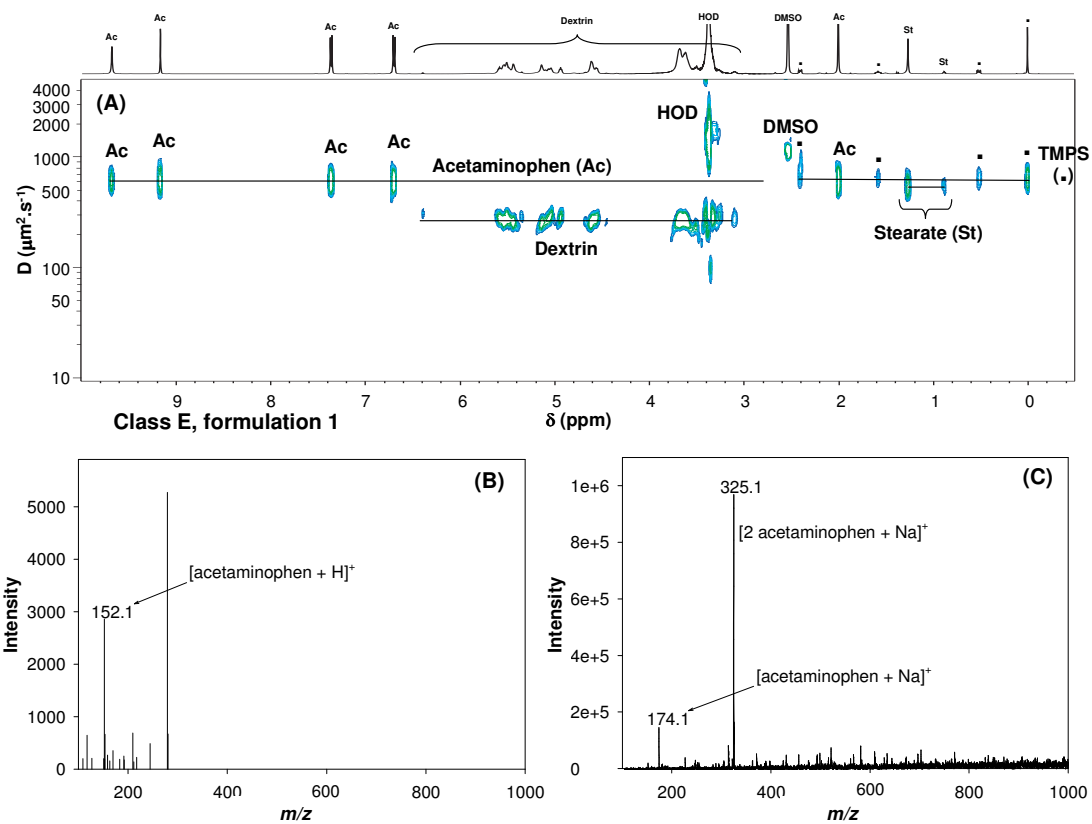 Ac Ac Ac Ac Dextrin HOD DMSO Ac St St
(A)
4000
3000
2000
1000
500
100
50
10
D (μm².s⁻¹)
Ac Ac Ac Ac
Acetaminophen (Ac)
HOD
DMSO
Ac
TMPS
(▪)
Dextrin
Stearate (St)
9 8 7 6 5 4 3 2 1 0
Class E, formulation 1
δ (ppm)
(B)
5000
4000
3000
2000
1000
0
Intensity
[acetaminophen + H]⁺
152.1
200 400 600 800 1000
m/z
(C)
1e+6
8e+5
6e+5
4e+5
2e+5
0
Intensity
325.1
[2 acetaminophen + Na]⁺
[acetaminophen + Na]⁺
174.1
200 400 600 800 1000
m/z